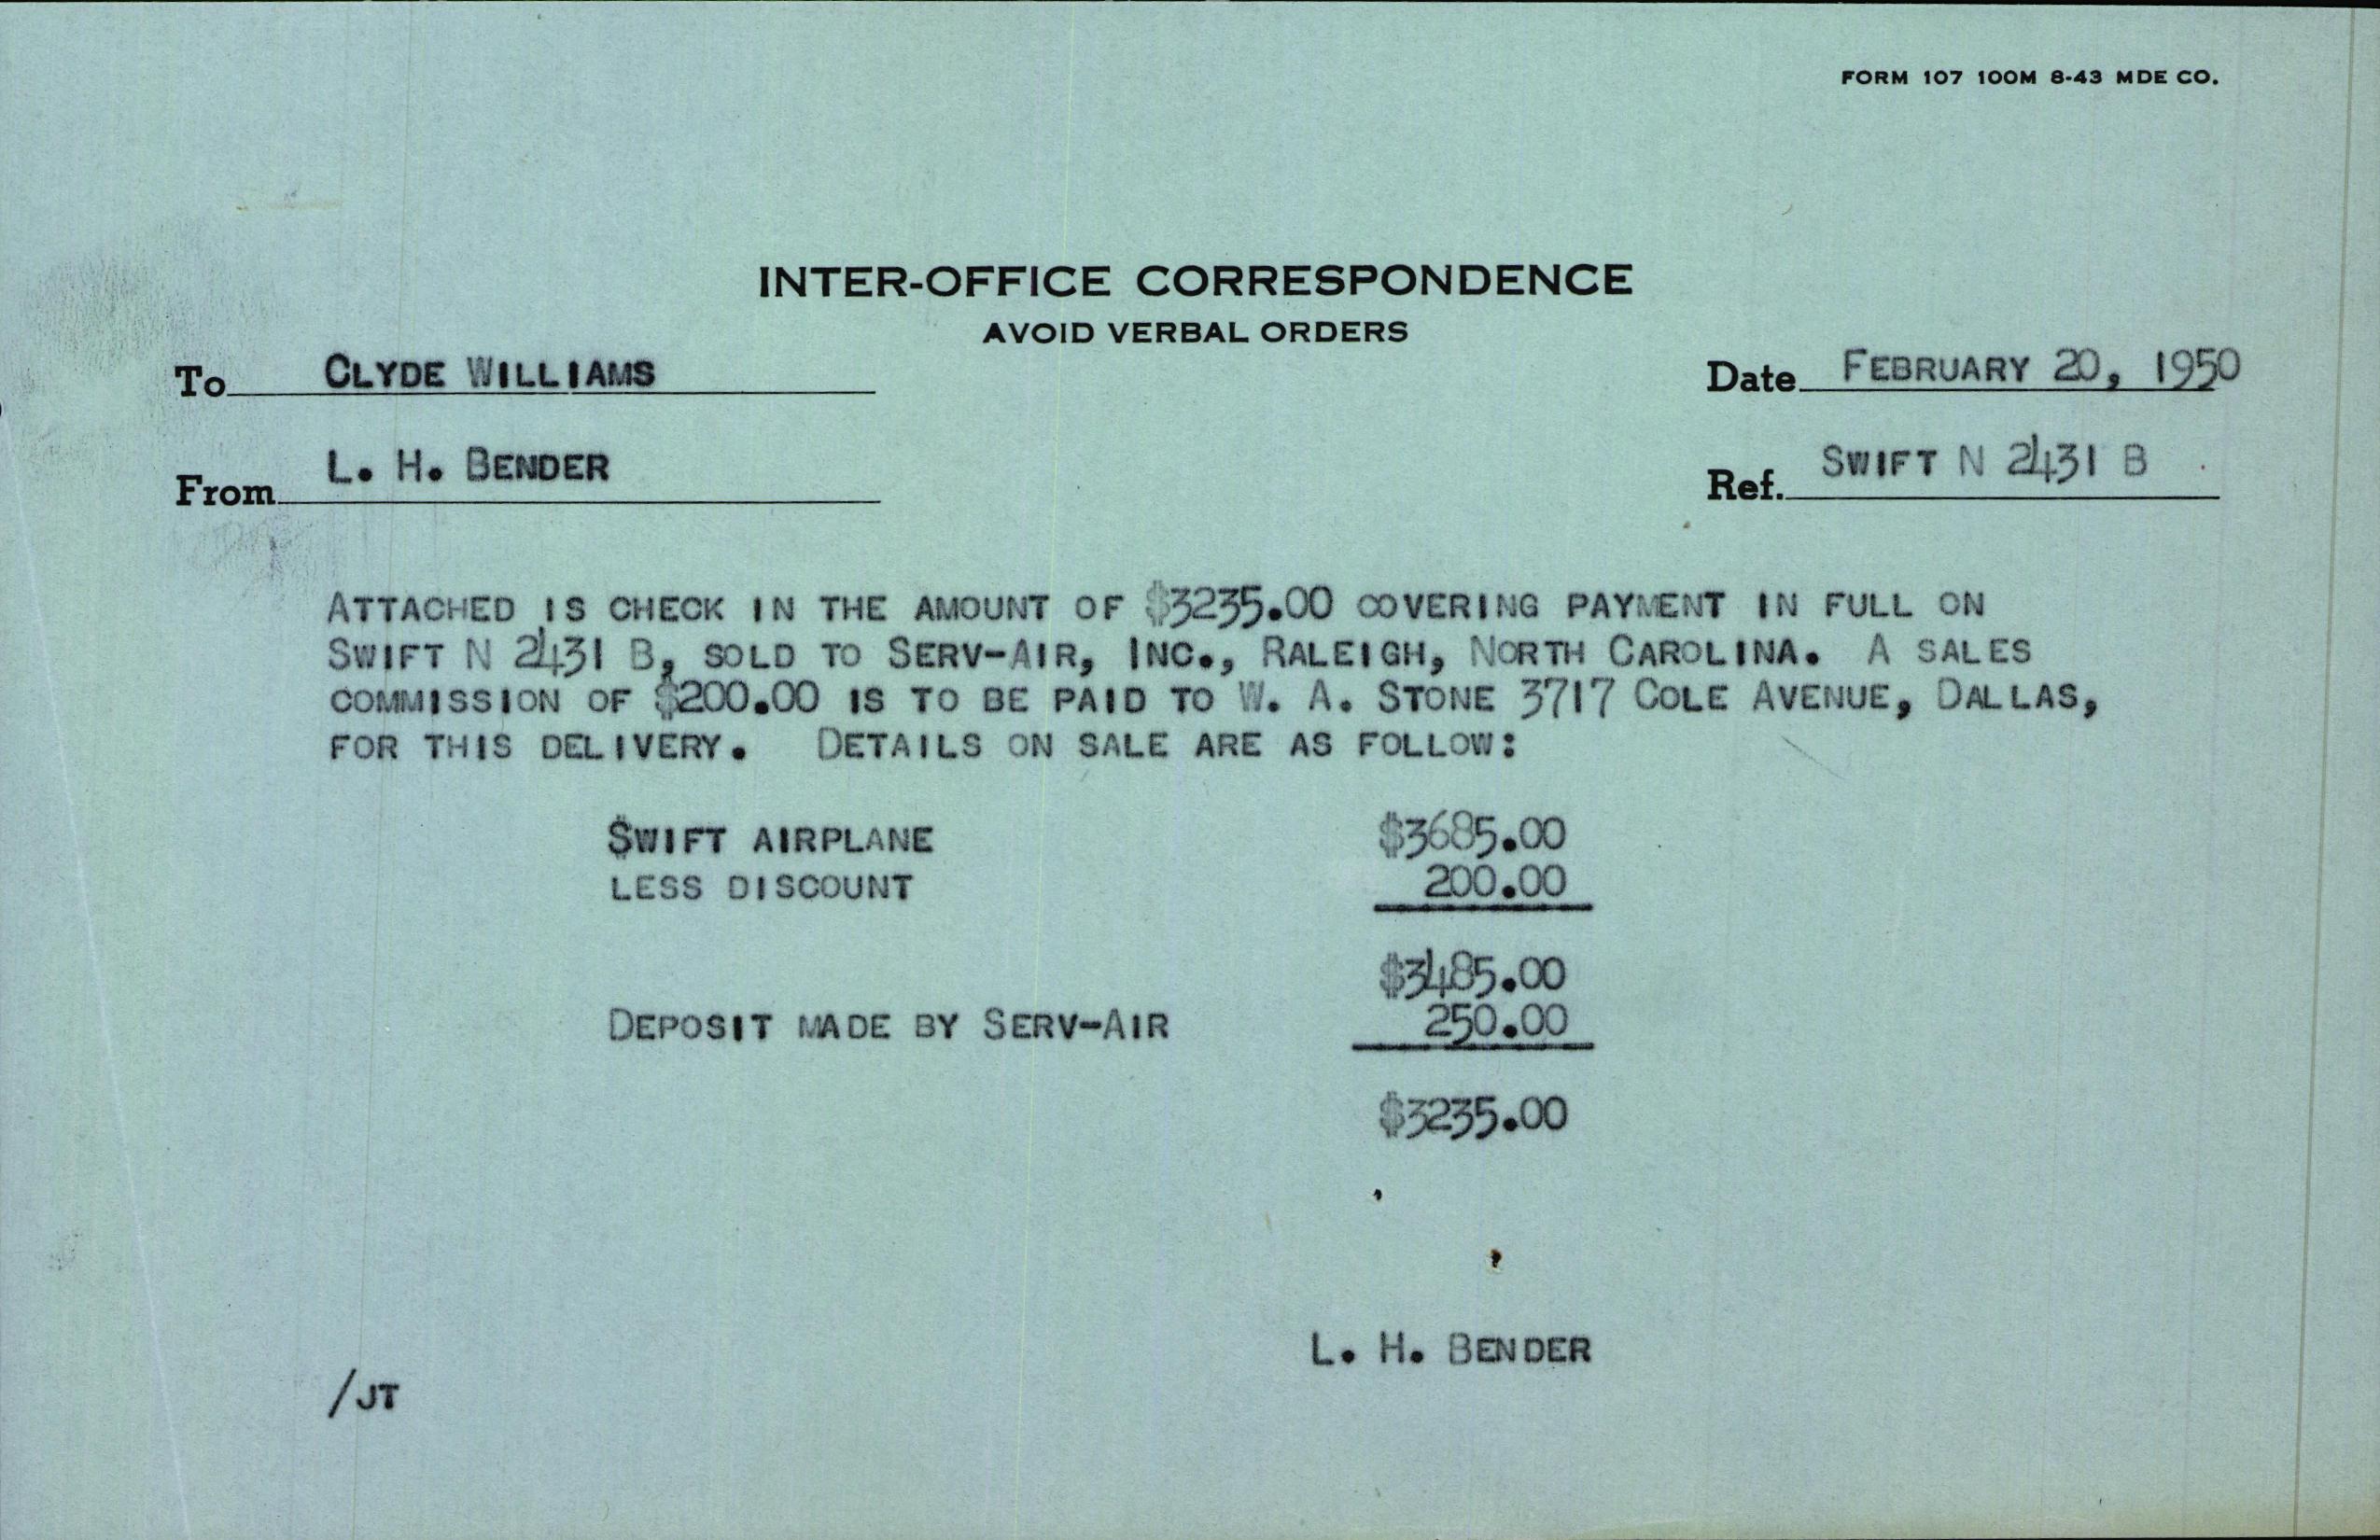 FORM 107 100M 8-43 MDE CO.
INTER-OFFICE CORRESPONDENCE
AVOID VERBAL ORDERS
To CLYDE WILLIAMS
Date FEBRUARY 20, 1950
From L. H. BENDER
Ref. SWIFT N 2431 B
ATTACHED IS CHECK IN THE AMOUNT OF $3235.00 COVERING PAYMENT IN FULL ON
SWIFT N 2431 B, SOLD TO SERV-AIR, INC., RALEIGH, NORTH CAROLINA. A SALES
COMMISSION OF $200.00 IS TO BE PAID TO W. A. STONE 3717 COLE AVENUE, DALLAS,
FOR THIS DELIVERY. DETAILS ON SALE ARE AS FOLLOW:
SWIFT AIRPLANE $3685.00
LESS DISCOUNT 200.00
$3485.00
DEPOSIT MADE BY SERV-AIR 250.00
$3235.00
L. H. BENDER
/JT